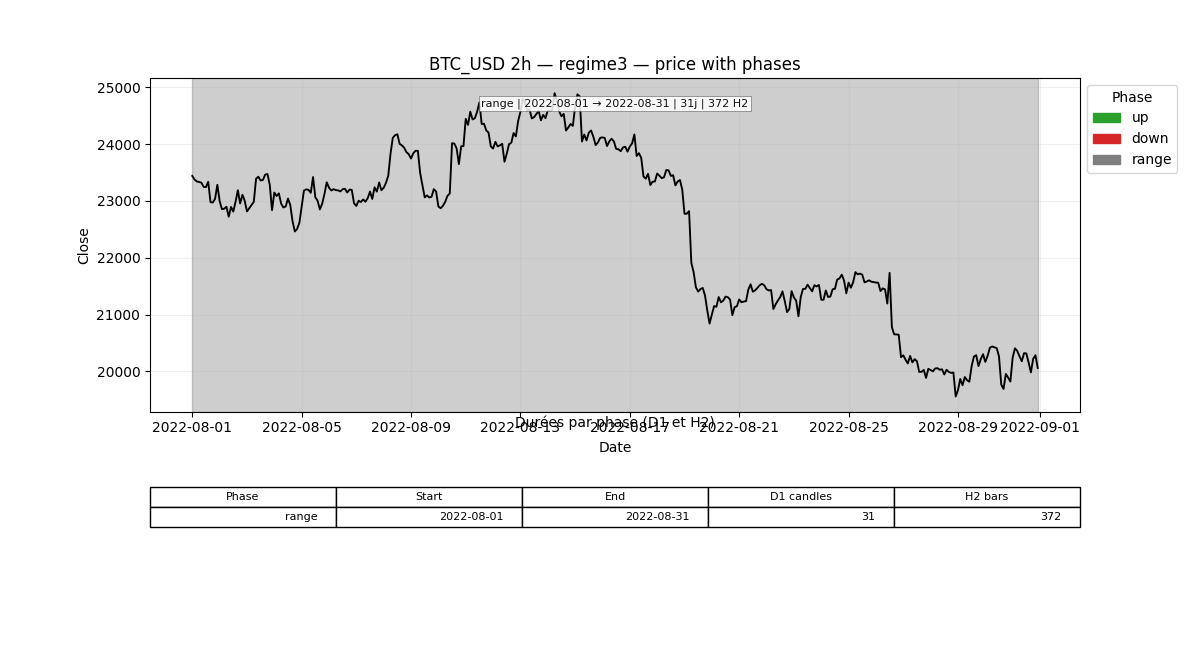 BTC_USD 2h — regime3 — price with phases
range | 2022-08-01 → 2022-08-31 | 31j | 372 H2
Phase
up
down
range
25000
24000
23000
22000
21000
20000
Close
2022-08-01 2022-08-05 2022-08-09 2022-08-13 2022-08-17 2022-08-21 2022-08-25 2022-08-29 2022-09-01
Durées par phase (D1 et H2)
Date
Phase Start End D1 candles H2 bars
range 2022-08-01 2022-08-31 31 372